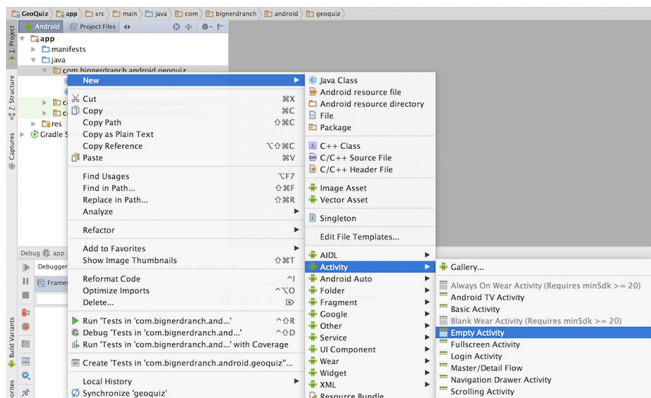 GeoQuiz app src main java com bignerdranch android geoquiz
Android Project Files
1: Project
app
manifests
java
com.bignerdranch.android.geoquiz
res
Gradle S
2: Structure
Captures
Build Variants
Debug app
Debugger
Frame
New
Cut ⌘X
Copy ⌘C
Copy Path ⇧⌘C
Copy as Plain Text
Copy Reference ⌥⇧⌘C
Paste ⌘V
Find Usages ⌥F7
Find in Path... ⇧⌘F
Replace in Path... ⇧⌘R
Analyze
Refactor
Add to Favorites
Show Image Thumbnails ⇧⌘T
Reformat Code ^⌥L
Optimize Imports ^⌥O
Delete... ⌦
Run 'Tests in 'com.bignerdranch.and...' ^⇧R
Debug 'Tests in 'com.bignerdranch.and...' ^⇧D
Run 'Tests in 'com.bignerdranch.and...' with Coverage
Create 'Tests in 'com.bignerdranch.android.geoquiz''...
Local History
Synchronize 'geoquiz'
Java Class
Android resource file
Android resource directory
File
Package
C++ Class
C/C++ Source File
C/C++ Header File
Image Asset
Vector Asset
Singleton
Edit File Templates...
AIDL
Activity
Android Auto
Folder
Fragment
Google
Other
Service
UI Component
Wear
Widget
XML
Resource Bundle
Gallery...
Always On Wear Activity (Requires minSdk >= 20)
Android TV Activity
Basic Activity
Blank Wear Activity (Requires minSdk >= 20)
Empty Activity
Fullscreen Activity
Login Activity
Master/Detail Flow
Navigation Drawer Activity
Scrolling Activity